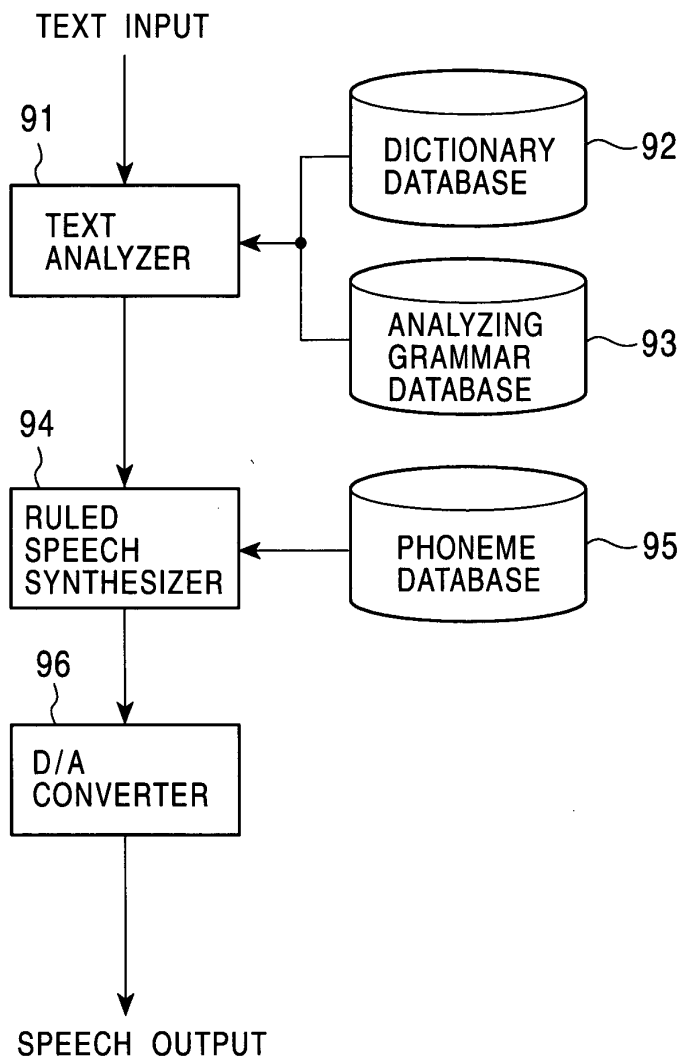 TEXT INPUT
91
TEXT
ANALYZER
DICTIONARY
DATABASE
92
ANALYZING
GRAMMAR
DATABASE
93
94
RULED
SPEECH
SYNTHESIZER
PHONEME
DATABASE
95
96
D/A
CONVERTER
SPEECH OUTPUT